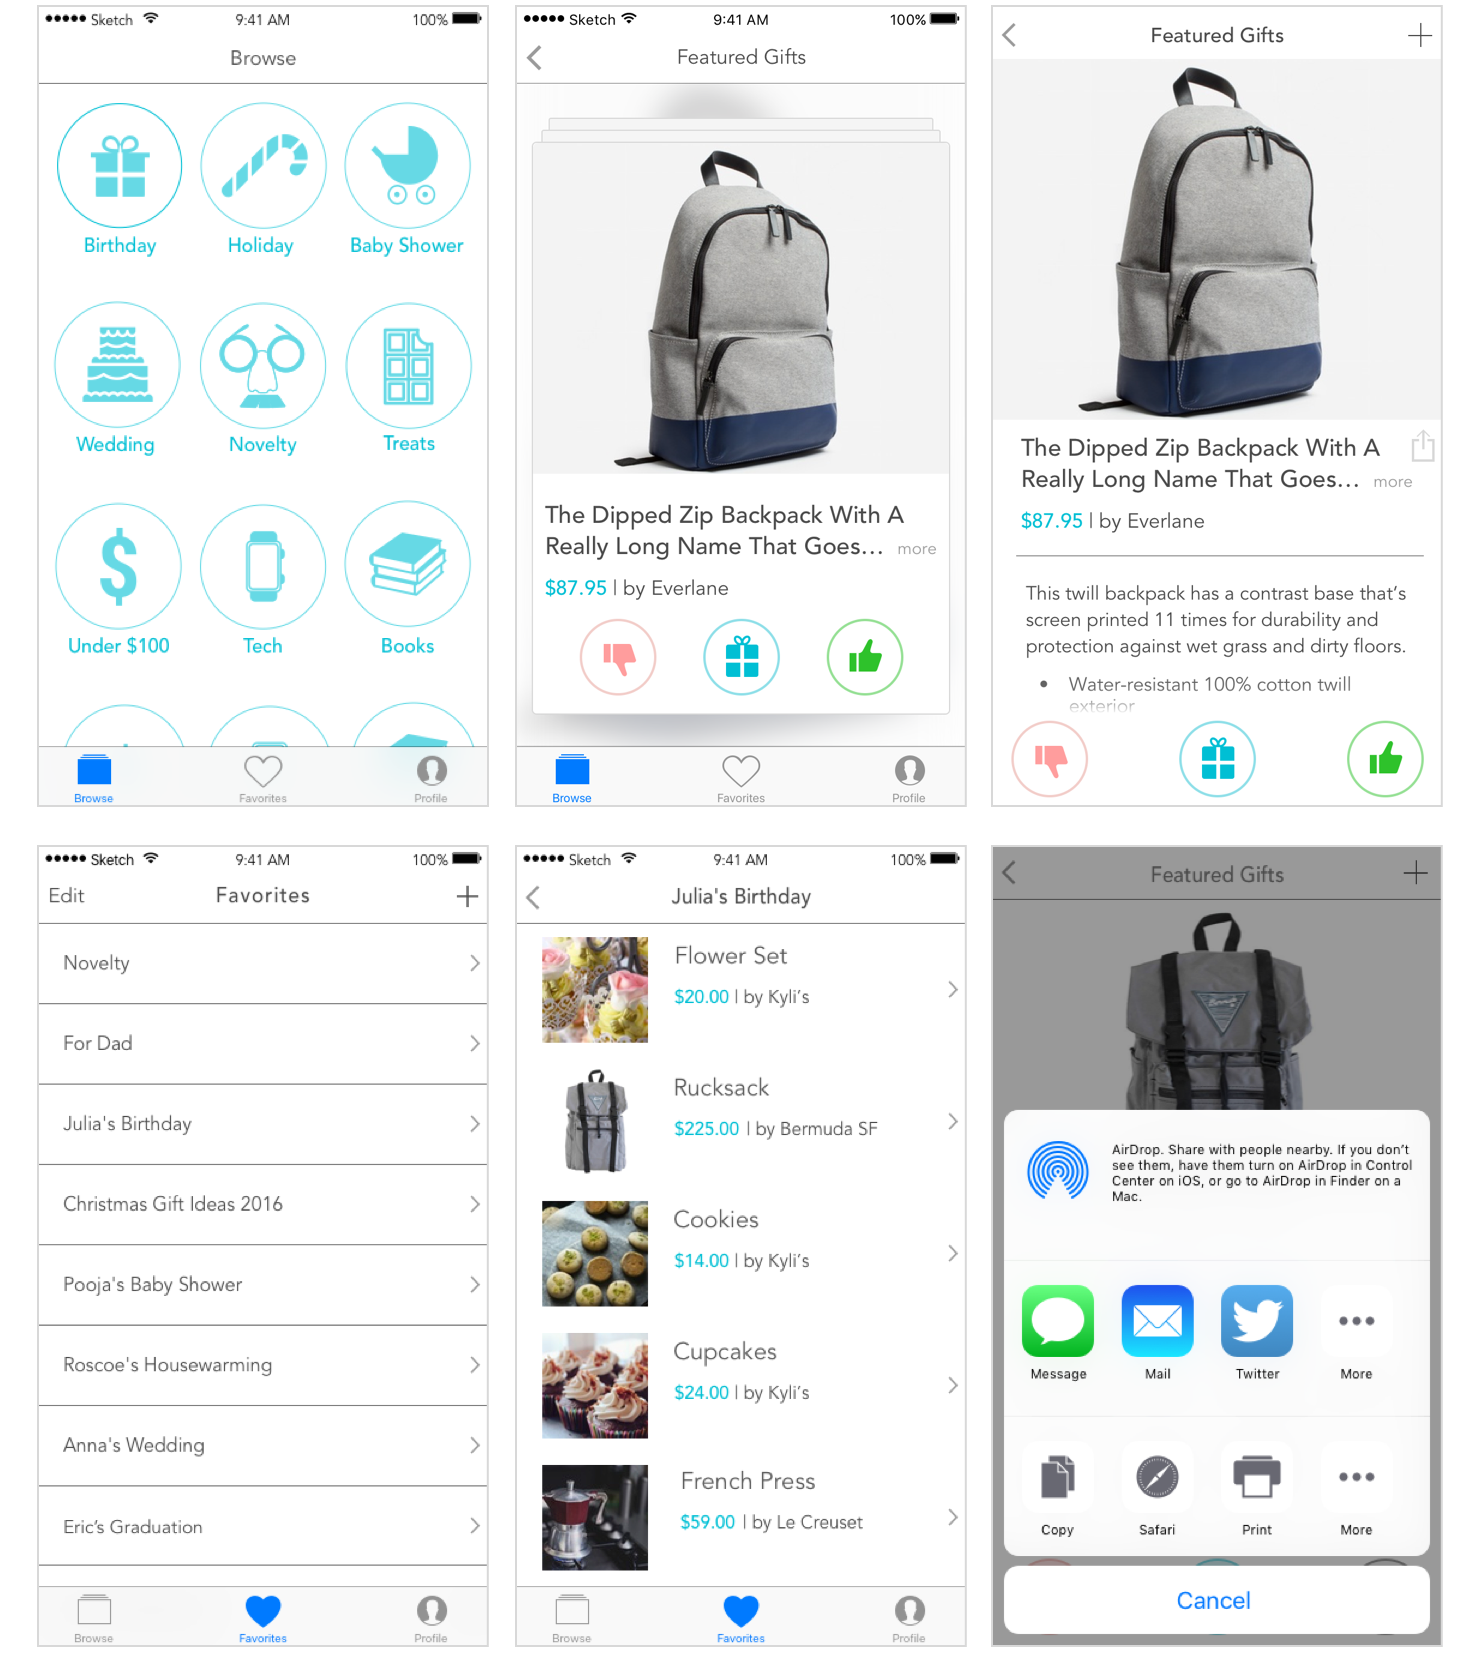 Sketch 9:41 AM 100%
Browse
Birthday Holiday Baby Shower
Wedding Novelty Treats
Under $100 Tech Books
Browse Favorites Profile
Sketch 9:41 AM 100%
Featured Gifts
The Dipped Zip Backpack With A
Really Long Name That Goes... more
$87.95 | by Everlane
Browse Favorites Profile
Featured Gifts
The Dipped Zip Backpack With A
Really Long Name That Goes... more
$87.95 | by Everlane
This twill backpack has a contrast base that's
screen printed 11 times for durability and
protection against wet grass and dirty floors.
• Water-resistant 100% cotton twill
exterior
Sketch 9:41 AM 100%
Edit Favorites
Novelty
For Dad
Julia's Birthday
Christmas Gift Ideas 2016
Pooja's Baby Shower
Roscoe's Housewarming
Anna's Wedding
Eric's Graduation
Browse Favorites Profile
Sketch 9:41 AM 100%
Julia's Birthday
Flower Set
$20.00 | by Kyli's
Rucksack
$225.00 | by Bermuda SF
Cookies
$14.00 | by Kyli's
Cupcakes
$24.00 | by Kyli's
French Press
$59.00 | by Le Creuset
Browse Favorites Profile
Featured Gifts
AirDrop. Share with people nearby. If you don't
see them, have them turn on AirDrop in Control
Center on iOS, or go to AirDrop in Finder on a
Mac.
Message Mail Twitter More
Copy Safari Print More
Cancel